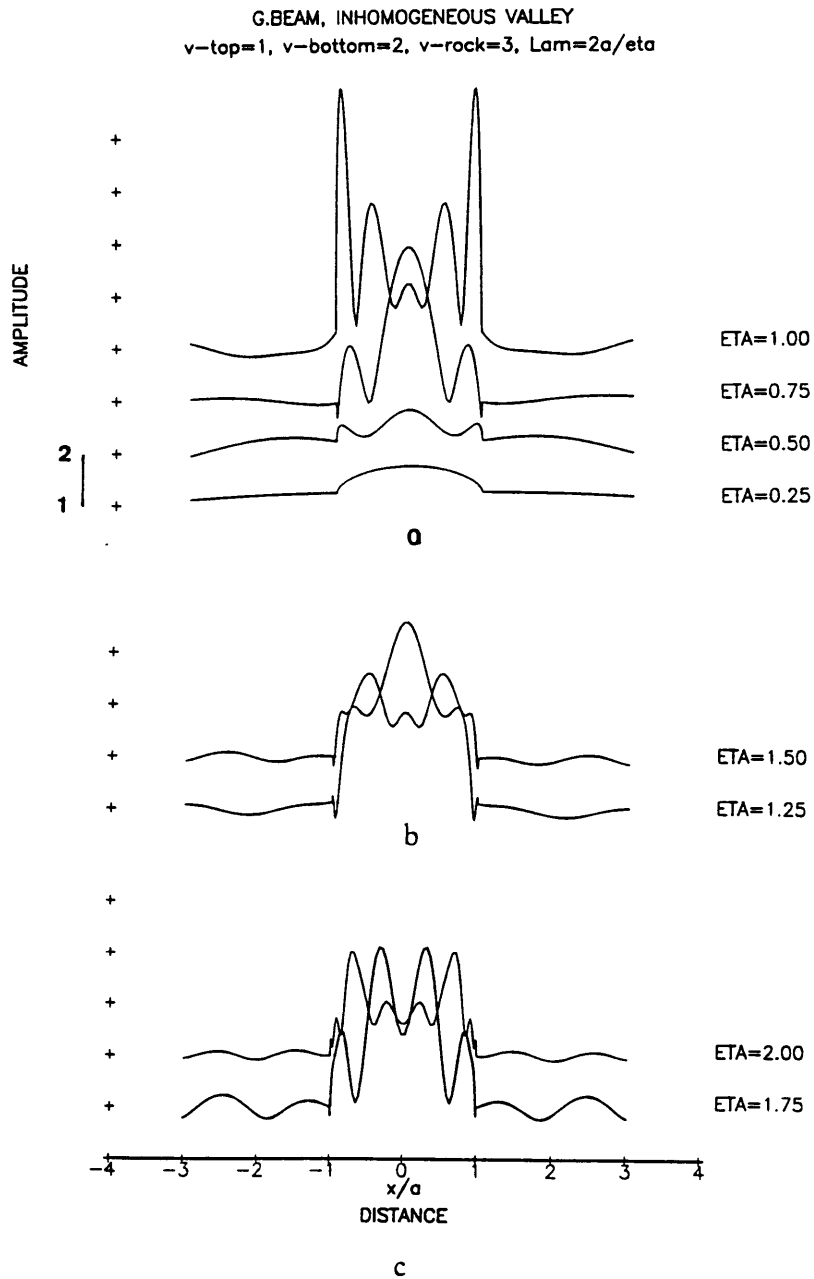 G.BEAM, INHOMOGENEOUS VALLEY
v-top=1, v-bottom=2, v-rock=3, Lam=2a/eta
AMPLITUDE
ETA=1.00
ETA=0.75
ETA=0.50
2
ETA=0.25
1
a
ETA=1.50
ETA=1.25
b
ETA=2.00
ETA=1.75
-4 -3 -2 -1 0 1 2 3 4
x/a
DISTANCE
c